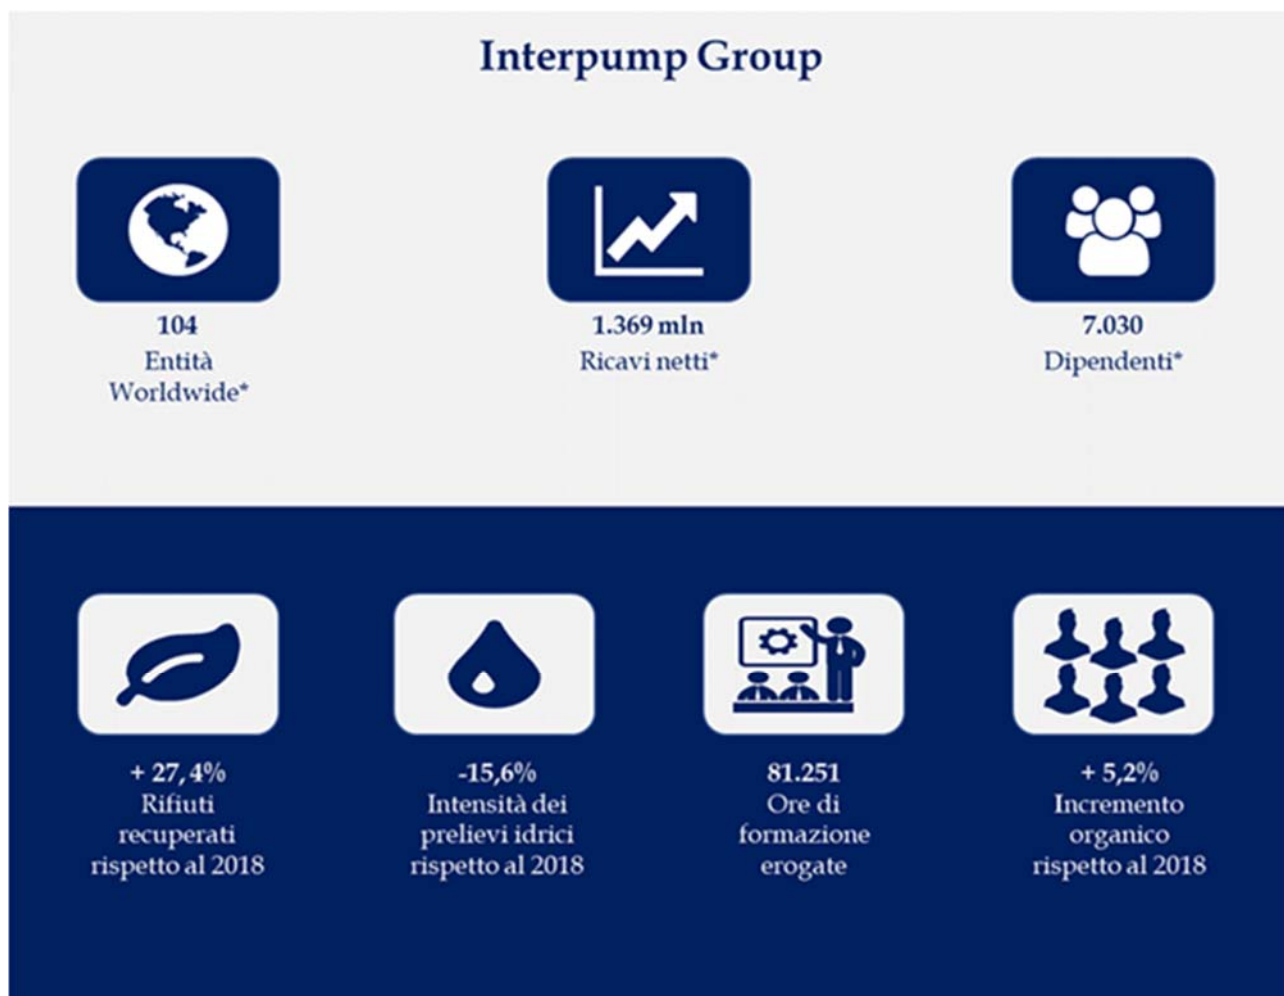 Interpump Group
104
Entità
Worldwide*
1.369 mln
Ricavi netti*
7.030
Dipendenti*
+ 27,4%
Rifiuti
recuperati
rispetto al 2018
-15,6%
Intensità dei
prelievi idrici
rispetto al 2018
81.251
Ore di
formazione
erogate
+ 5,2%
Incremento
organico
rispetto al 2018